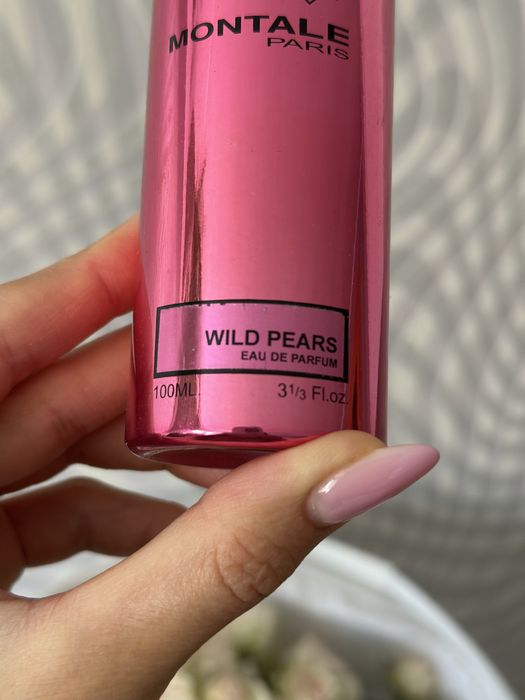 MONTALE
PARIS
WILD PEARS
EAU DE PARFUM
100ML. 3 1/3 Fl.oz.